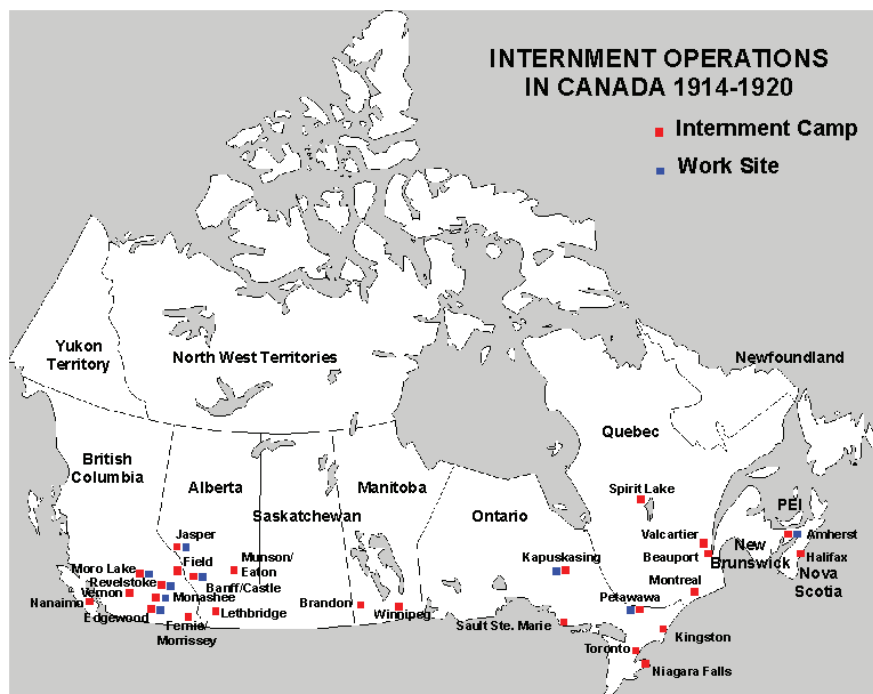 INTERNMENT OPERATIONS
IN CANADA 1914-1920
Internment Camp
Work Site
Yukon
Territory
North West Territories
Newfoundland
British
Columbia
Alberta
Saskatchewan
Manitoba
Ontario
Quebec
PEI
New
Brunswick
Nova
Scotia
Spirit Lake
Valcartier
Beauport
Montreal
Amherst
Halifax
Jasper
Field
Munson/
Eaton
Moro Lake
Revelstoke
Banff/Castle
Vernon
Monashee
Nanaimo
Edgewood
Lethbridge
Fernie/
Morrissey
Brandon
Winnipeg
Kapuskasing
Petawawa
Sault Ste. Marie
Kingston
Toronto
Niagara Falls